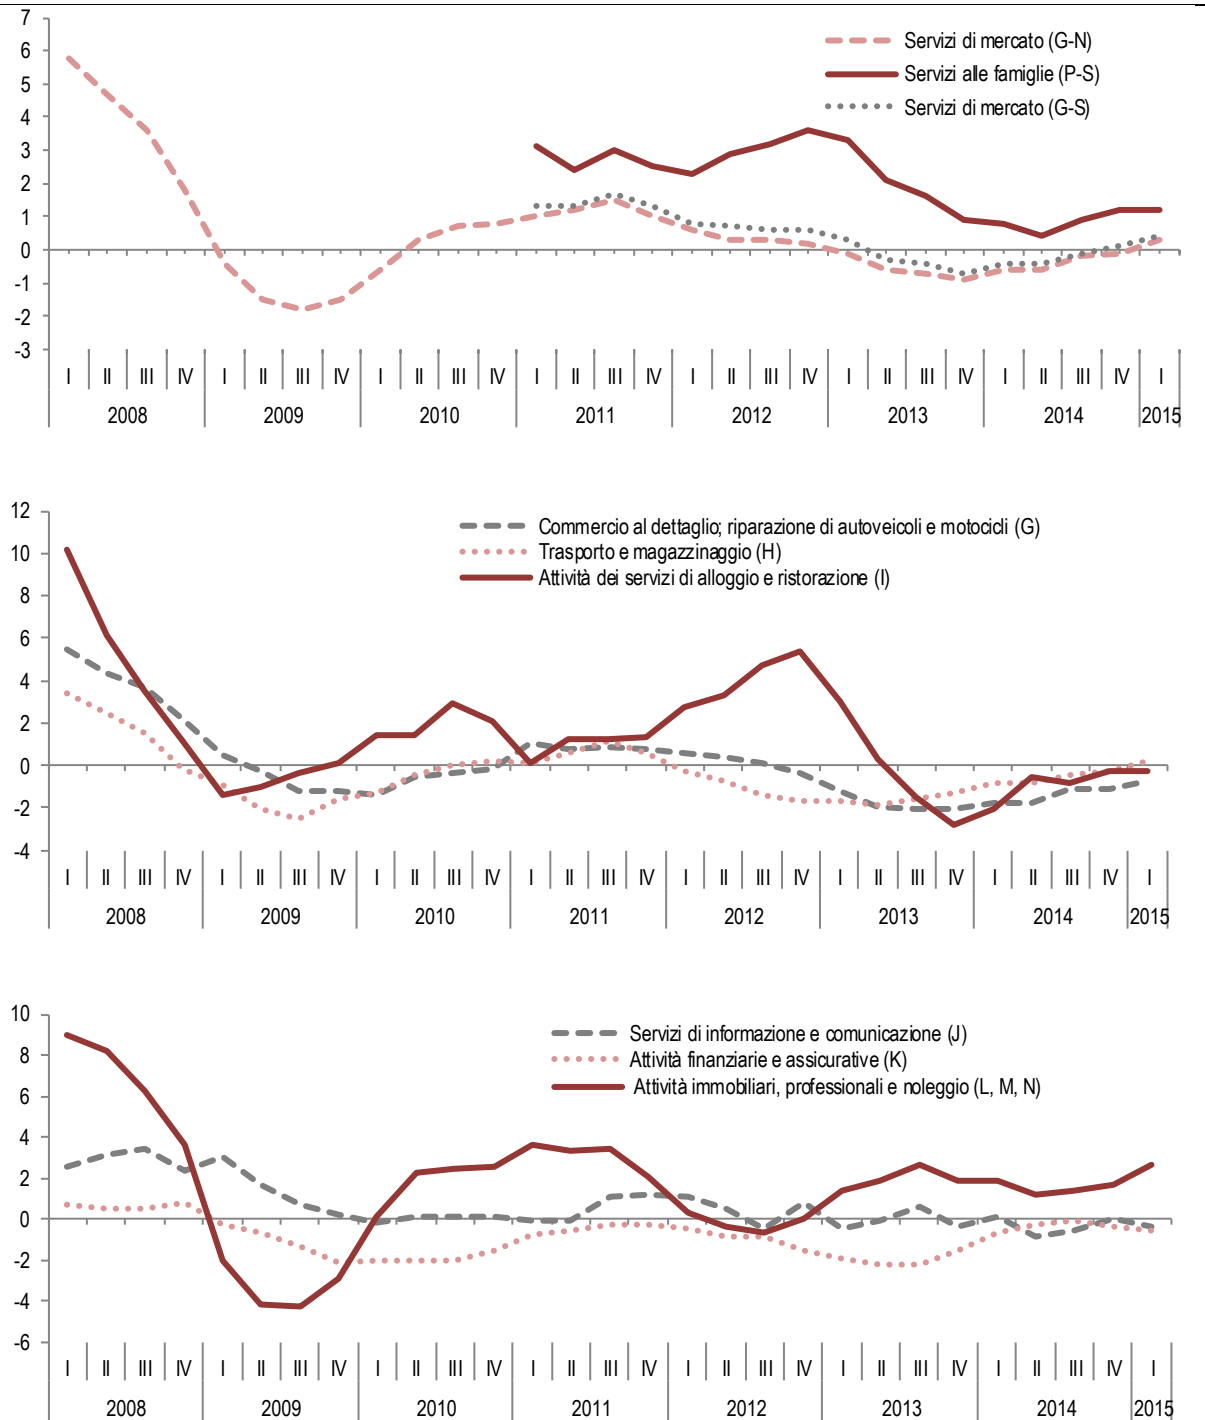 7
6
5
4
3
2
1
0
-1
-2
-3
Servizi di mercato (G-N)
Servizi alle famiglie (P-S)
Servizi di mercato (G-S)
I II III IV I II III IV I II III IV I II III IV I II III IV I II III IV I II III IV I
2008 2009 2010 2011 2012 2013 2014 2015
12
10
8
6
4
2
0
-2
-4
Commercio al dettaglio; riparazione di autoveicoli e motocicli (G)
Trasporto e magazzinaggio (H)
Attività dei servizi di alloggio e ristorazione (I)
I II III IV I II III IV I II III IV I II III IV I II III IV I II III IV I II III IV I
2008 2009 2010 2011 2012 2013 2014 2015
10
8
6
4
2
0
-2
-4
-6
Servizi di informazione e comunicazione (J)
Attività finanziarie e assicurative (K)
Attività immobiliari, professionali e noleggio (L, M, N)
I II III IV I II III IV I II III IV I II III IV I II III IV I II III IV I II III IV I
2008 2009 2010 2011 2012 2013 2014 2015